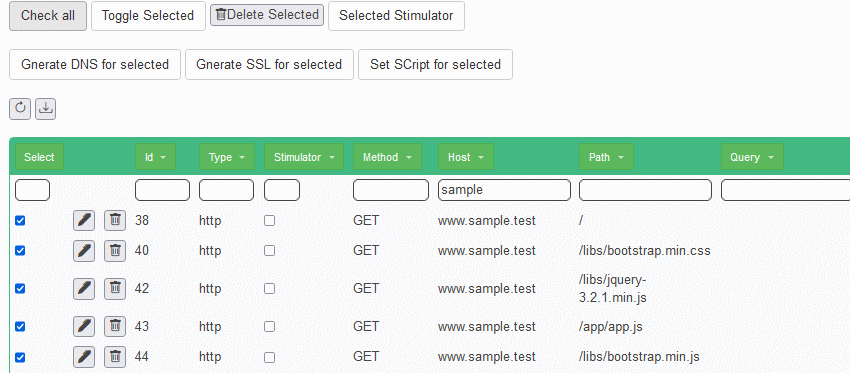 Check all Toggle Selected Delete Selected Selected Stimulator
Gnerate DNS for selected Gnerate SSL for selected Set SCript for selected
Select Id Type Stimulator Method Host Path Query
sample
38 http GET www.sample.test /
40 http GET www.sample.test /libs/bootstrap.min.css
42 http GET www.sample.test /libs/jquery-
3.2.1.min.js
43 http GET www.sample.test /app/app.js
44 http GET www.sample.test /libs/bootstrap.min.js